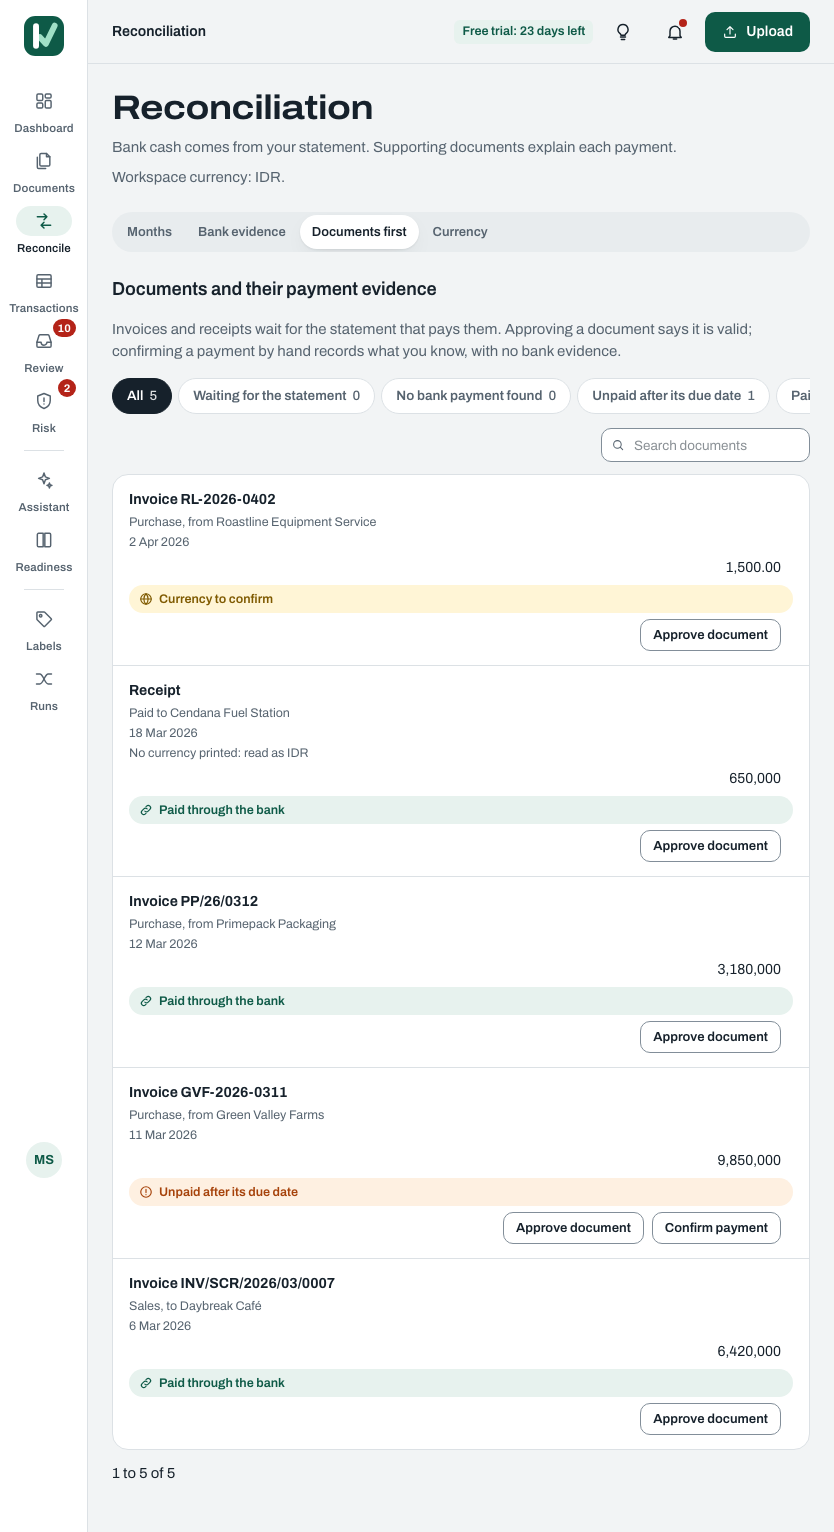 Reconciliation
Free trial: 23 days left
Upload
Dashboard
Documents
Reconcile
Transactions
10
Review
2
Risk
Assistant
Readiness
Labels
Runs
MS
Reconciliation
Bank cash comes from your statement. Supporting documents explain each payment.
Workspace currency: IDR.
Months Bank evidence Documents first Currency
Documents and their payment evidence
Invoices and receipts wait for the statement that pays them. Approving a document says it is valid;
confirming a payment by hand records what you know, with no bank evidence.
All 5 Waiting for the statement 0 No bank payment found 0 Unpaid after its due date 1 Pai
Search documents
Invoice RL-2026-0402
Purchase, from Roastline Equipment Service
2 Apr 2026
1,500.00
Currency to confirm
Approve document
Receipt
Paid to Cendana Fuel Station
18 Mar 2026
No currency printed: read as IDR
650,000
Paid through the bank
Approve document
Invoice PP/26/0312
Purchase, from Primepack Packaging
12 Mar 2026
3,180,000
Paid through the bank
Approve document
Invoice GVF-2026-0311
Purchase, from Green Valley Farms
11 Mar 2026
9,850,000
Unpaid after its due date
Approve document Confirm payment
Invoice INV/SCR/2026/03/0007
Sales, to Daybreak Café
6 Mar 2026
6,420,000
Paid through the bank
Approve document
1 to 5 of 5